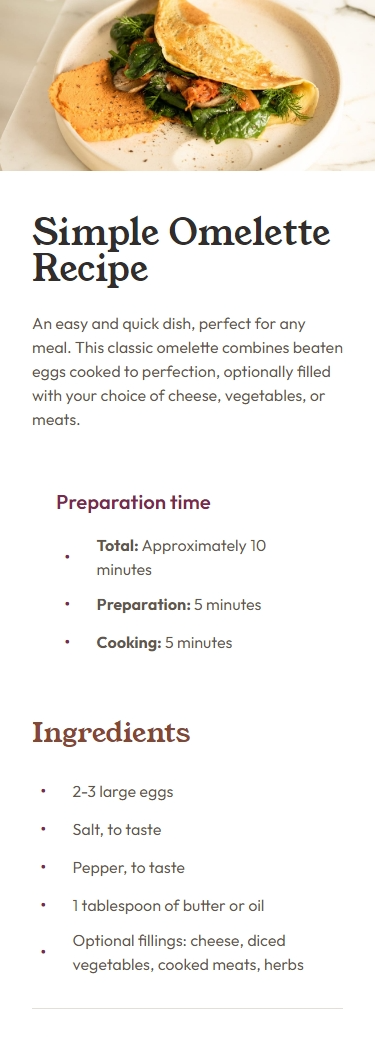 Simple Omelette
Recipe
An easy and quick dish, perfect for any
meal. This classic omelette combines beaten
eggs cooked to perfection, optionally filled
with your choice of cheese, vegetables, or
meats.
Preparation time
• Total: Approximately 10
minutes
• Preparation: 5 minutes
• Cooking: 5 minutes
Ingredients
• 2-3 large eggs
• Salt, to taste
• Pepper, to taste
• 1 tablespoon of butter or oil
• Optional fillings: cheese, diced
vegetables, cooked meats, herbs